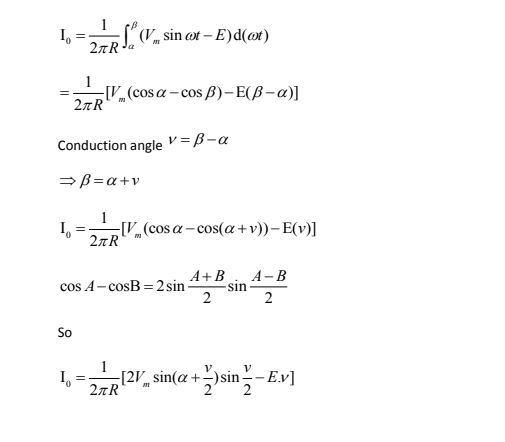 I₀ = 1/(2πR) ∫_α^β (V_m sin ωt − E)d(ωt)
= 1/(2πR) [V_m (cos α − cos β) − E(β − α)]
Conduction angle ν = β − α
⇒ β = α + ν
I₀ = 1/(2πR) [V_m (cos α − cos(α + ν)) − E(ν)]
cos A − cosB = 2 sin (A + B)/2 sin (A − B)/2
So
I₀ = 1/(2πR) [2V_m sin(α + ν/2) sin ν/2 − E.ν]